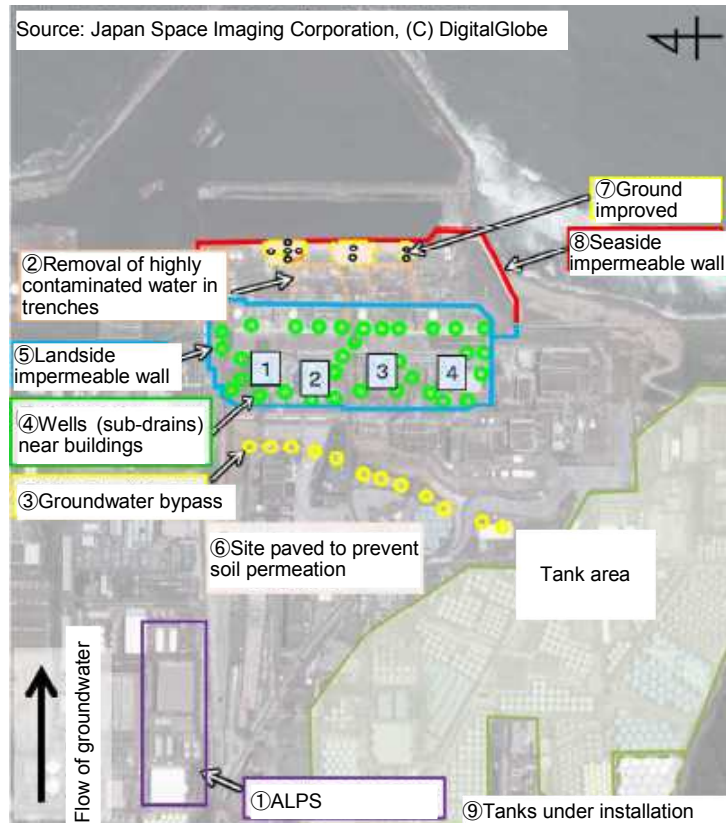 Source: Japan Space Imaging Corporation, (C) DigitalGlobe
⑦Ground
improved
②Removal of highly
contaminated water in
trenches
⑧Seaside
impermeable wall
⑤Landside
impermeable wall
1
2
3
4
④Wells (sub-drains)
near buildings
③Groundwater bypass
⑥Site paved to prevent
soil permeation
Tank area
Flow of groundwater
①ALPS
⑨Tanks under installation